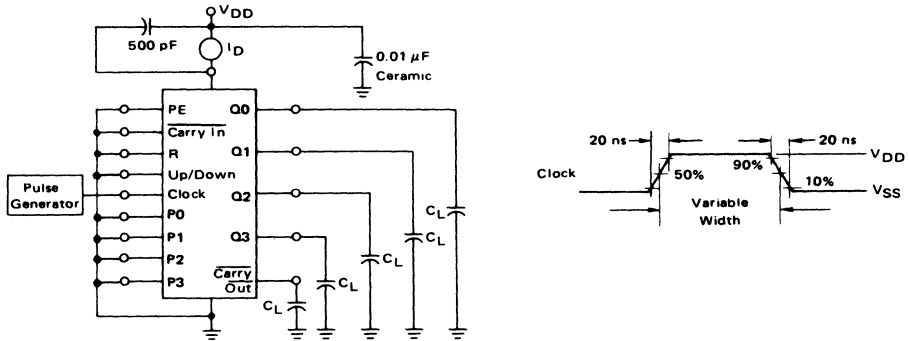 VDD
500 pF
ID
0.01 μF
Ceramic
PE
Q0
Carry In
R
Q1
Up/Down
Pulse
Generator
Clock
Q2
P0
P1
Q3
P2
P3
Carry
Out
CL
CL
CL
CL
CL
20 ns
20 ns
VDD
Clock
50%
90%
10%
VSS
Variable
Width